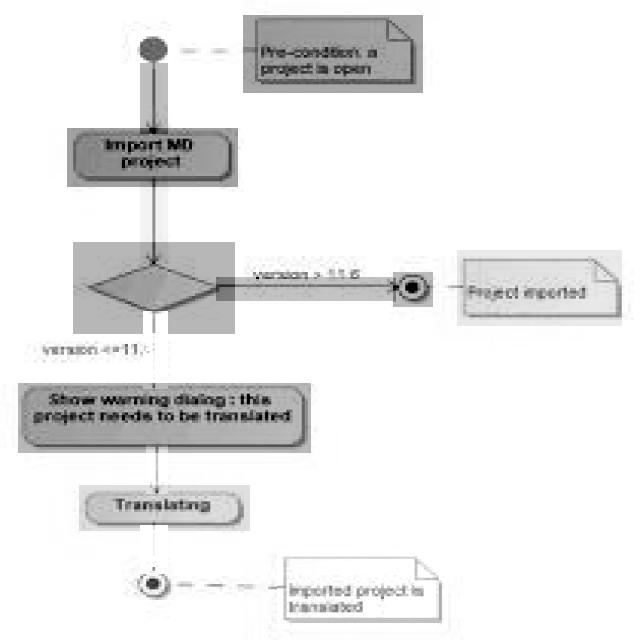 Pre-condition: a
project is open
Import MD
project
version > 11.6
Project imported
version <=11.
Show warning dialog : this
project needs to be translated
Translating
Imported project is
translated